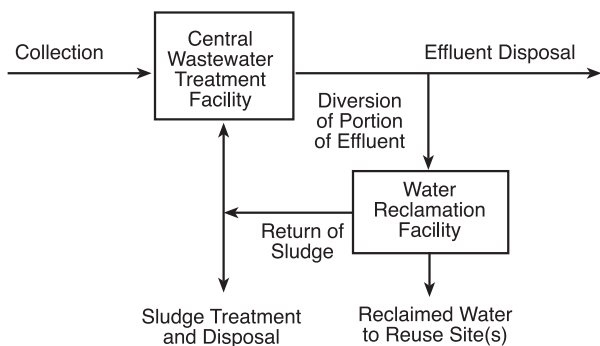 Collection
Central
Wastewater
Treatment
Facility
Effluent Disposal
Diversion
of Portion
of Effluent
Water
Reclamation
Facility
Return of
Sludge
Sludge Treatment
and Disposal
Reclaimed Water
to Reuse Site(s)